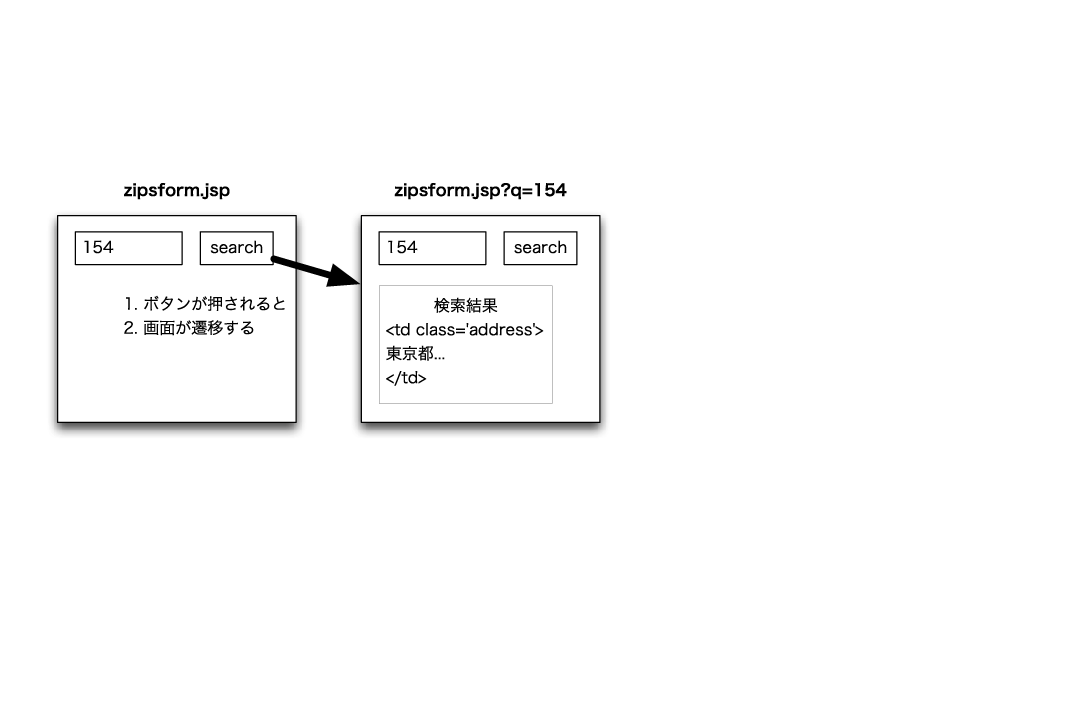 zipsform.jsp
154
search
1. ボタンが押されると
2. 画面が遷移する
zipsform.jsp?q=154
154
search
検索結果
<td class='address'>
東京都...
</td>